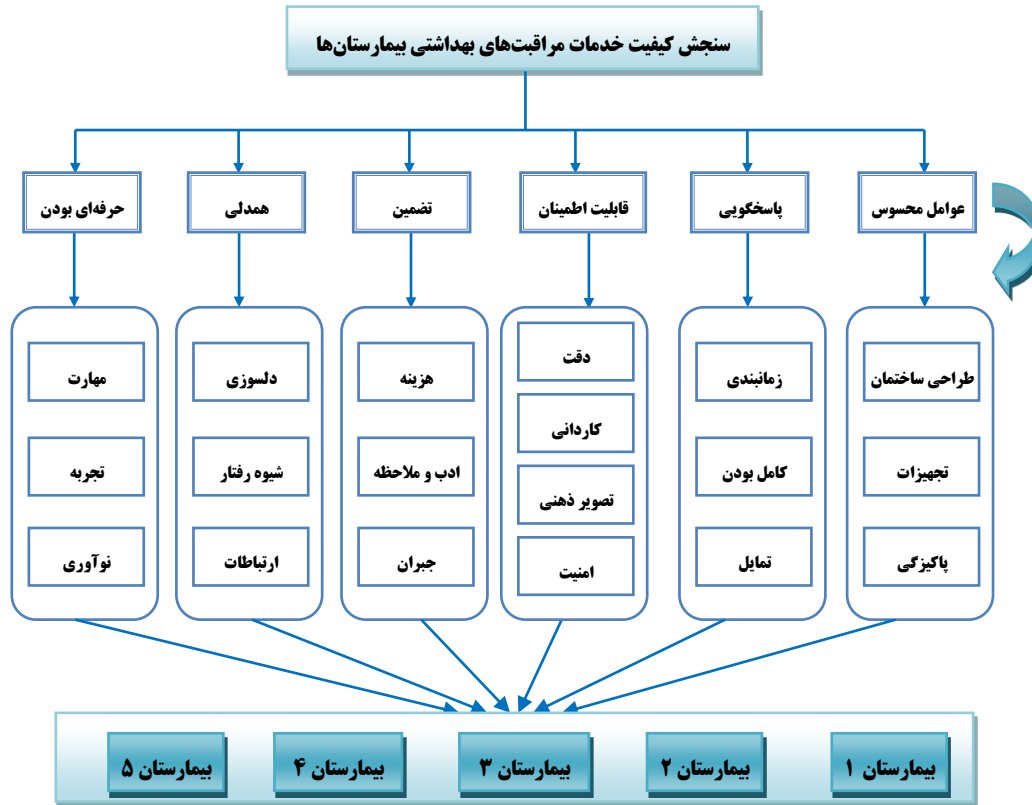 سنجش کیفیت خدمات مراقبت‌های بهداشتی بیمارستان‌ها
عوامل محسوس
پاسخگویی
قابلیت اطمینان
تضمین
همدلی
حرفه‌ای بودن
طراحی ساختمان
تجهیزات
پاکیزگی
زمانبندی
کامل بودن
تمایل
دقت
کاردانی
تصویر ذهنی
امنیت
هزینه
ادب و ملاحظه
جبران
دلسوزی
شیوه رفتار
ارتباطات
مهارت
تجربه
نوآوری
بیمارستان ۱
بیمارستان ۲
بیمارستان ۳
بیمارستان ۴
بیمارستان ۵